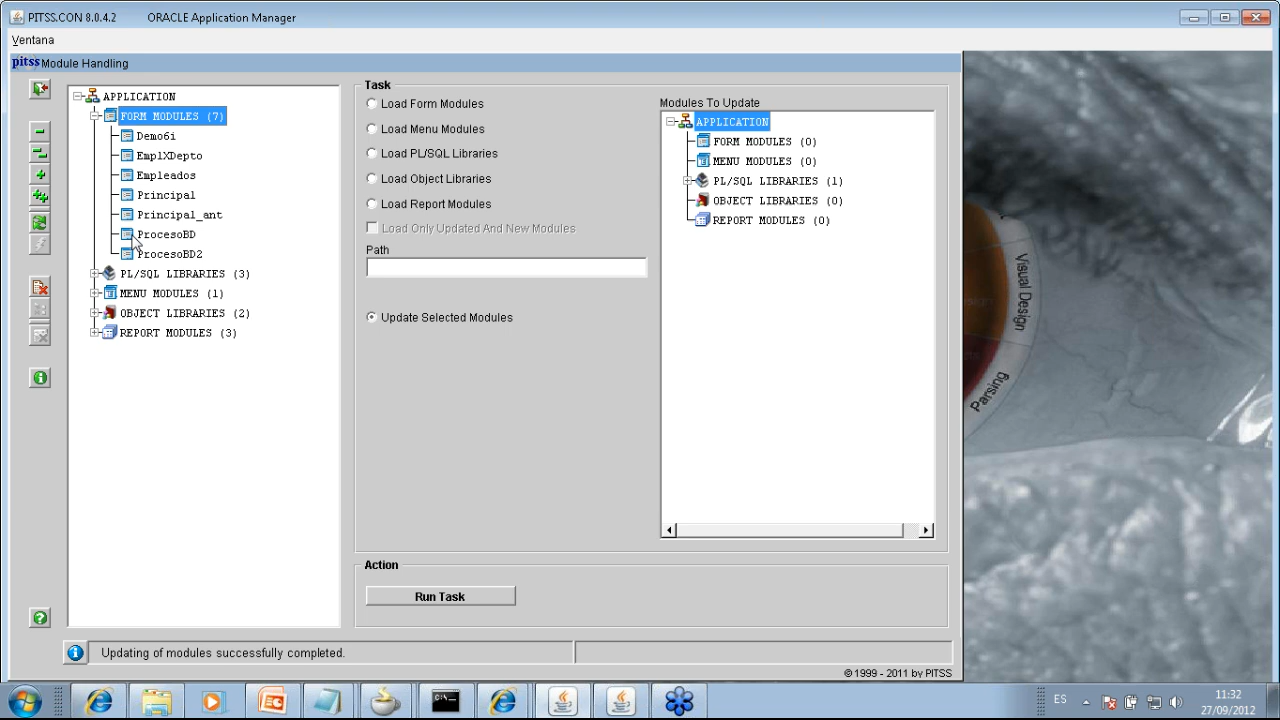 PITSS.CON 8.0.4.2 ORACLE Application Manager
Ventana
pitss Module Handling
APPLICATION
FORM MODULES (7)
Demo6i
EmplXDepto
Empleados
Principal
Principal_ant
ProcesoBD
ProcesoBD2
PL/SQL LIBRARIES (3)
MENU MODULES (1)
OBJECT LIBRARIES (2)
REPORT MODULES (3)
Task
Load Form Modules
Load Menu Modules
Load PL/SQL Libraries
Load Object Libraries
Load Report Modules
Load Only Updated And New Modules
Path
Update Selected Modules
Modules To Update
APPLICATION
FORM MODULES (0)
MENU MODULES (0)
PL/SQL LIBRARIES (1)
OBJECT LIBRARIES (0)
REPORT MODULES (0)
Action
Run Task
Updating of modules successfully completed.
© 1999 - 2011 by PITSS
Visual Design
Parsing
C:\_
ES
11:32
27/09/2012